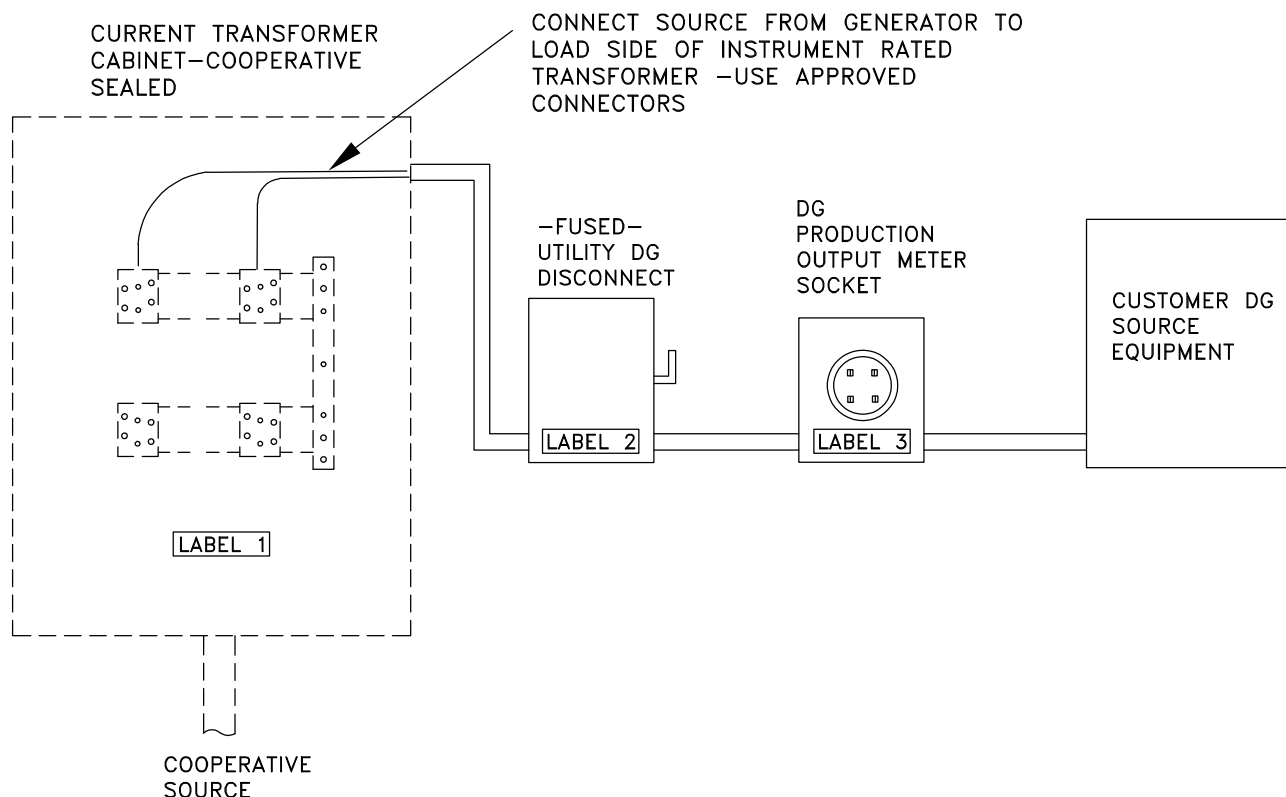 CURRENT TRANSFORMER
CABINET–COOPERATIVE
SEALED
CONNECT SOURCE FROM GENERATOR TO
LOAD SIDE OF INSTRUMENT RATED
TRANSFORMER –USE APPROVED
CONNECTORS
–FUSED–
UTILITY DG
DISCONNECT
DG
PRODUCTION
OUTPUT METER
SOCKET
CUSTOMER DG
SOURCE
EQUIPMENT
LABEL 2
LABEL 3
LABEL 1
COOPERATIVE
SOURCE